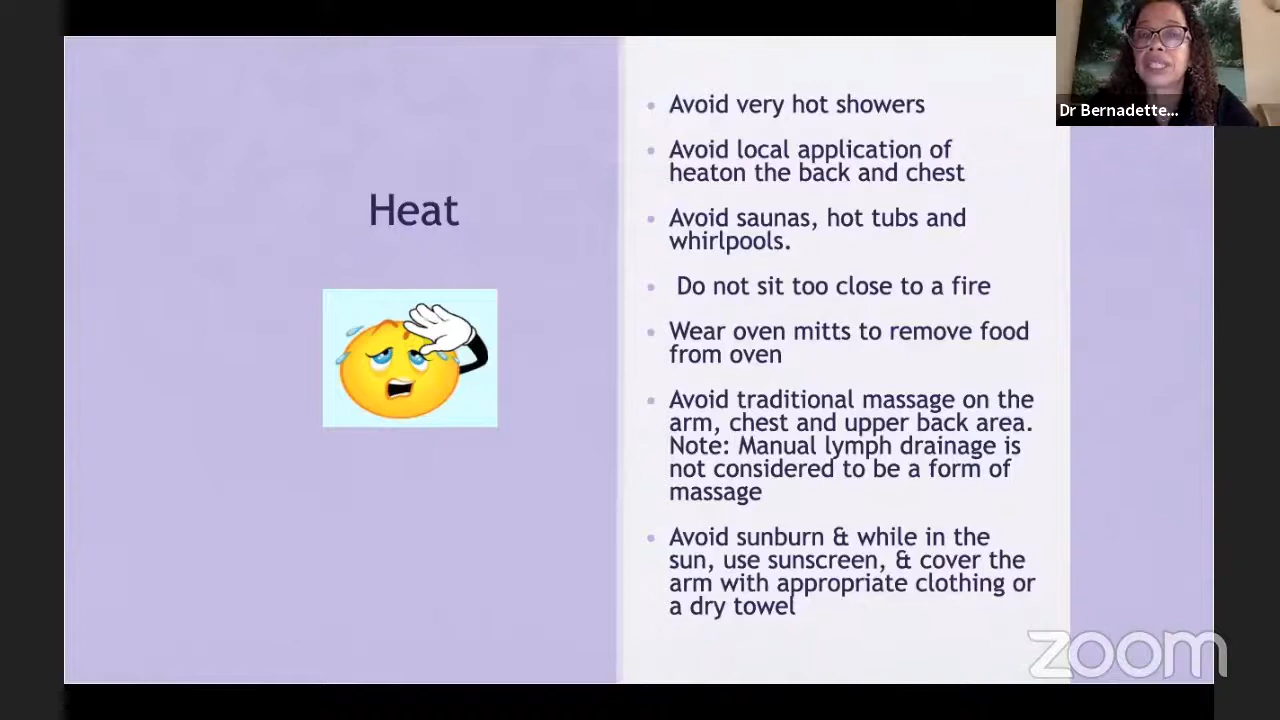 Dr Bernadette...
Heat
Avoid very hot showers
Avoid local application of
heaton the back and chest
Avoid saunas, hot tubs and
whirlpools.
Do not sit too close to a fire
Wear oven mitts to remove food
from oven
Avoid traditional massage on the
arm, chest and upper back area.
Note: Manual lymph drainage is
not considered to be a form of
massage
Avoid sunburn & while in the
sun, use sunscreen, & cover the
arm with appropriate clothing or
a dry towel
zoom